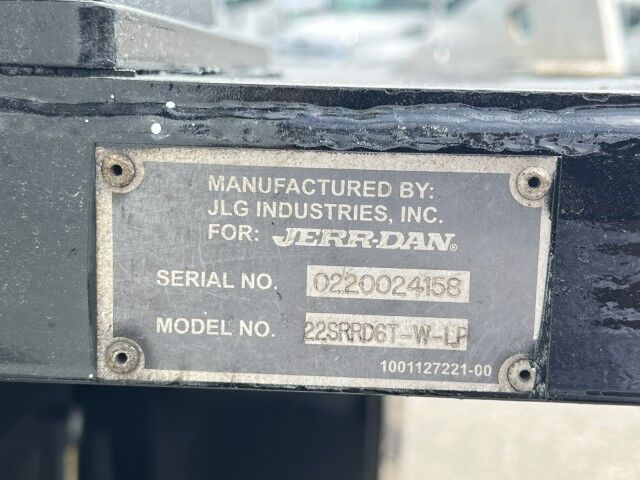 MANUFACTURED BY:
JLG INDUSTRIES, INC.
FOR: JERR-DAN®
SERIAL NO. 0220024158
MODEL NO. 22SRRD6T-W-LP
1001127221-00